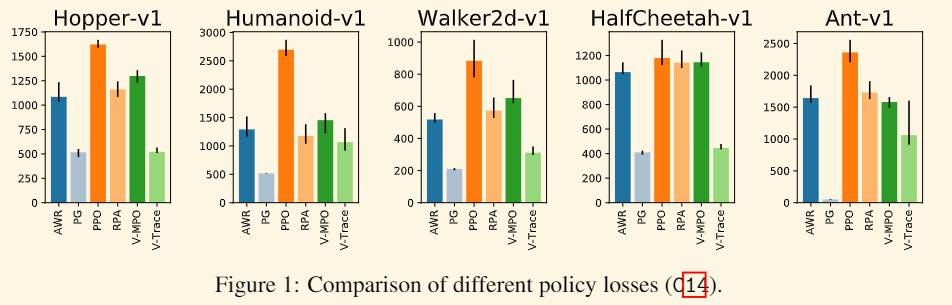 Hopper-v1 Humanoid-v1 Walker2d-v1 HalfCheetah-v1 Ant-v1
1750
1500
1250
1000
750
500
250
0
AWR
PG
PPO
RPA
V-MPO
V-Trace
3000
2500
2000
1500
1000
500
0
AWR
PG
PPO
RPA
V-MPO
V-Trace
1000
800
600
400
200
0
AWR
PG
PPO
RPA
V-MPO
V-Trace
1200
1000
800
600
400
200
0
AWR
PG
PPO
RPA
V-MPO
V-Trace
2500
2000
1500
1000
500
0
AWR
PG
PPO
RPA
V-MPO
V-Trace
Figure 1: Comparison of different policy losses (C14).